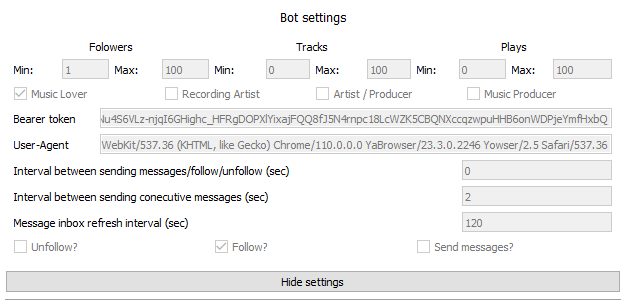 Bot settings
Folowers Tracks Plays
Min: 1 Max: 100 Min: 0 Max: 100 Min: 0 Max: 100
Music Lover Recording Artist Artist / Producer Music Producer
Bearer token Nu4S6VLz-njqI6GHighc_HFRgDOPXlYixajFQQ8fJ5N4rnpc18LcWZK5CBQNXccqzwpuHHB6onWDPjeYmfHxbQ
User-Agent WebKit/537.36 (KHTML, like Gecko) Chrome/110.0.0.0 YaBrowser/23.3.0.2246 Yowser/2.5 Safari/537.36
Interval between sending messages/follow/unfollow (sec) 0
Interval between sending conecutive messages (sec) 2
Message inbox refresh interval (sec) 120
Unfollow? Follow? Send messages?
Hide settings